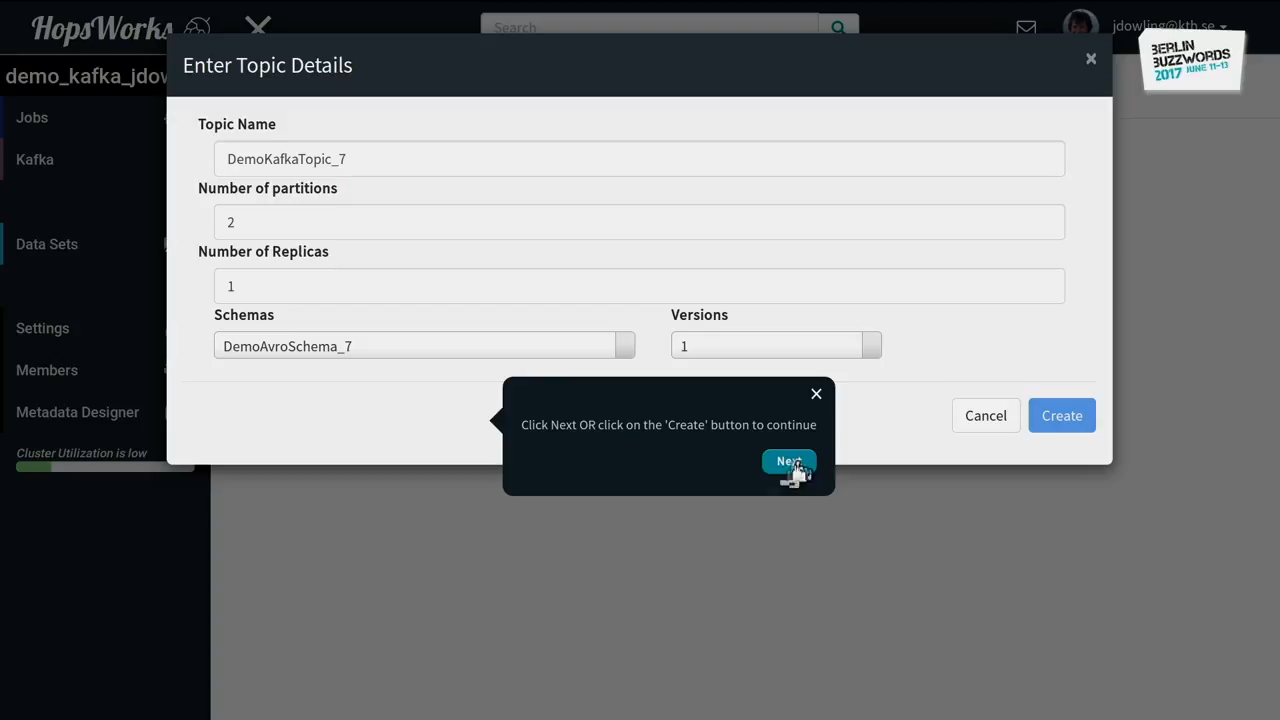 HopsWorks
Search
jdowling@kth.se
BERLIN
BUZZWORDS
2017 JUNE 11-13
demo_kafka_jdow
Enter Topic Details
×
Jobs
Kafka
Data Sets
Settings
Members
Metadata Designer
Cluster Utilization is low
Topic Name
DemoKafkaTopic_7
Number of partitions
2
Number of Replicas
1
Schemas
Versions
DemoAvroSchema_7
1
Click Next OR click on the 'Create' button to continue
Next
Cancel
Create